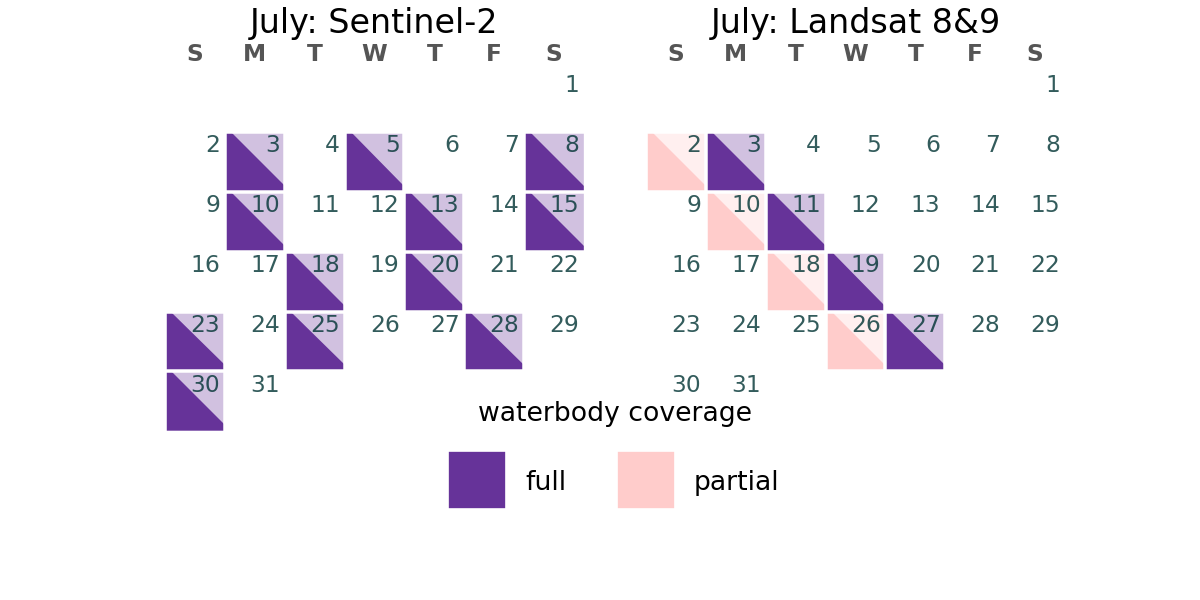 July: Sentinel-2
S M T W T F S
1
2 3 4 5 6 7 8
9 10 11 12 13 14 15
16 17 18 19 20 21 22
23 24 25 26 27 28 29
30 31
July: Landsat 8&9
S M T W T F S
1
2 3 4 5 6 7 8
9 10 11 12 13 14 15
16 17 18 19 20 21 22
23 24 25 26 27 28 29
30 31
waterbody coverage
full partial